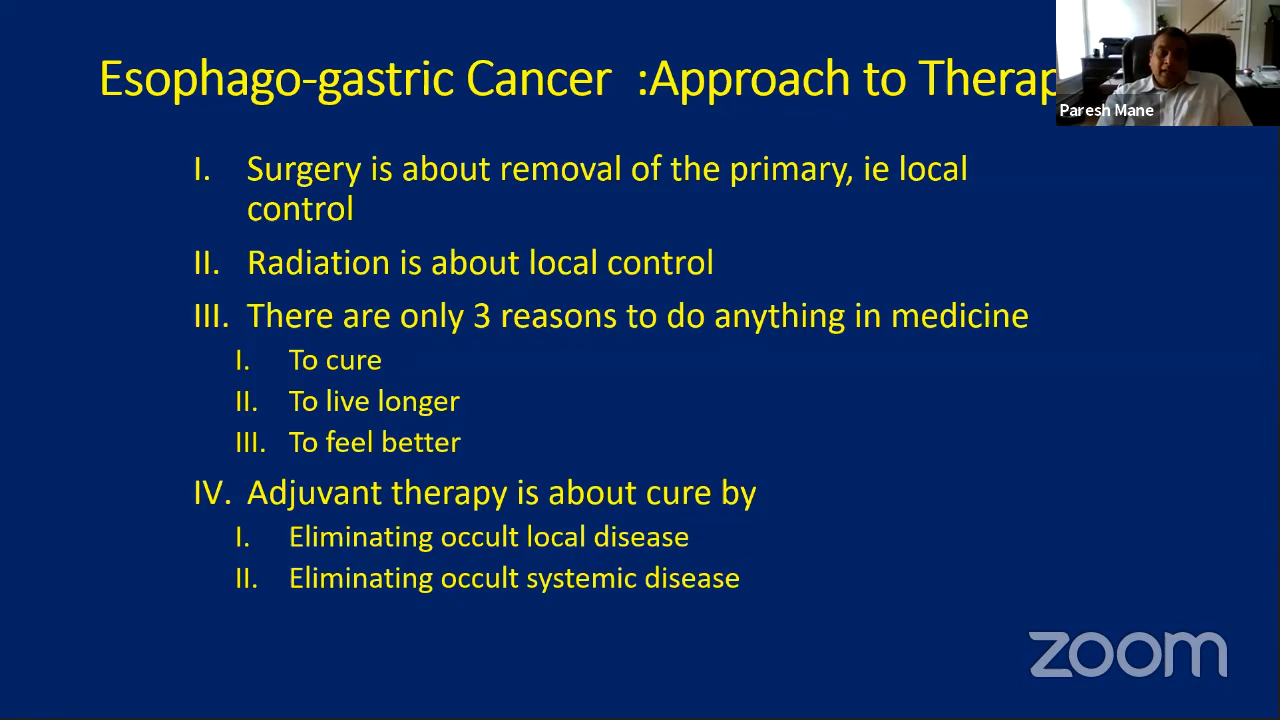 Esophago-gastric Cancer :Approach to Therap
Paresh Mane
I. Surgery is about removal of the primary, ie local
control
II. Radiation is about local control
III. There are only 3 reasons to do anything in medicine
I. To cure
II. To live longer
III. To feel better
IV. Adjuvant therapy is about cure by
I. Eliminating occult local disease
II. Eliminating occult systemic disease
zoom